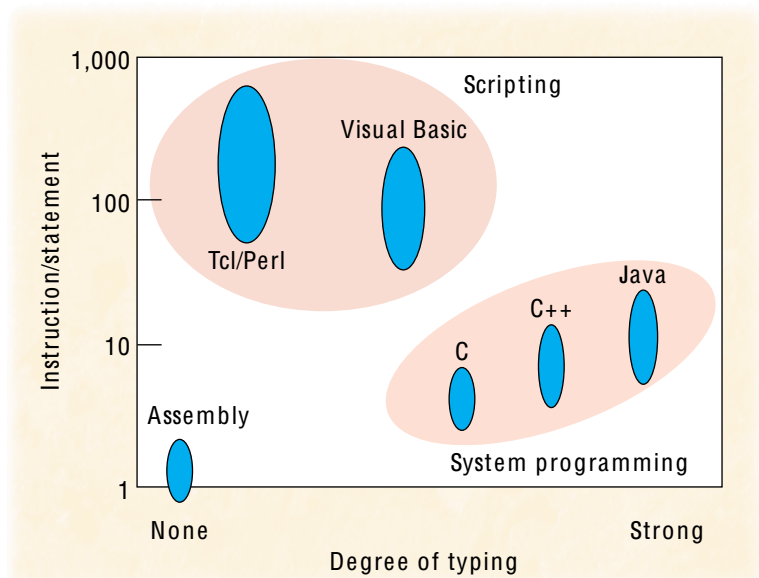 1,000
Scripting
Visual Basic
100
Tcl/Perl
Instruction/statement
Java
C++
10
C
Assembly
System programming
1
None
Strong
Degree of typing